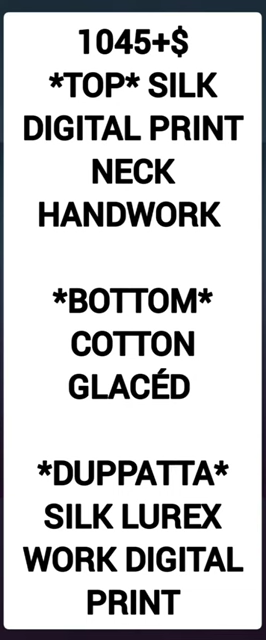 1045+$
*TOP* SILK
DIGITAL PRINT
NECK
HANDWORK
*BOTTOM*
COTTON
GLACÉD
*DUPPATTA*
SILK LUREX
WORK DIGITAL
PRINT